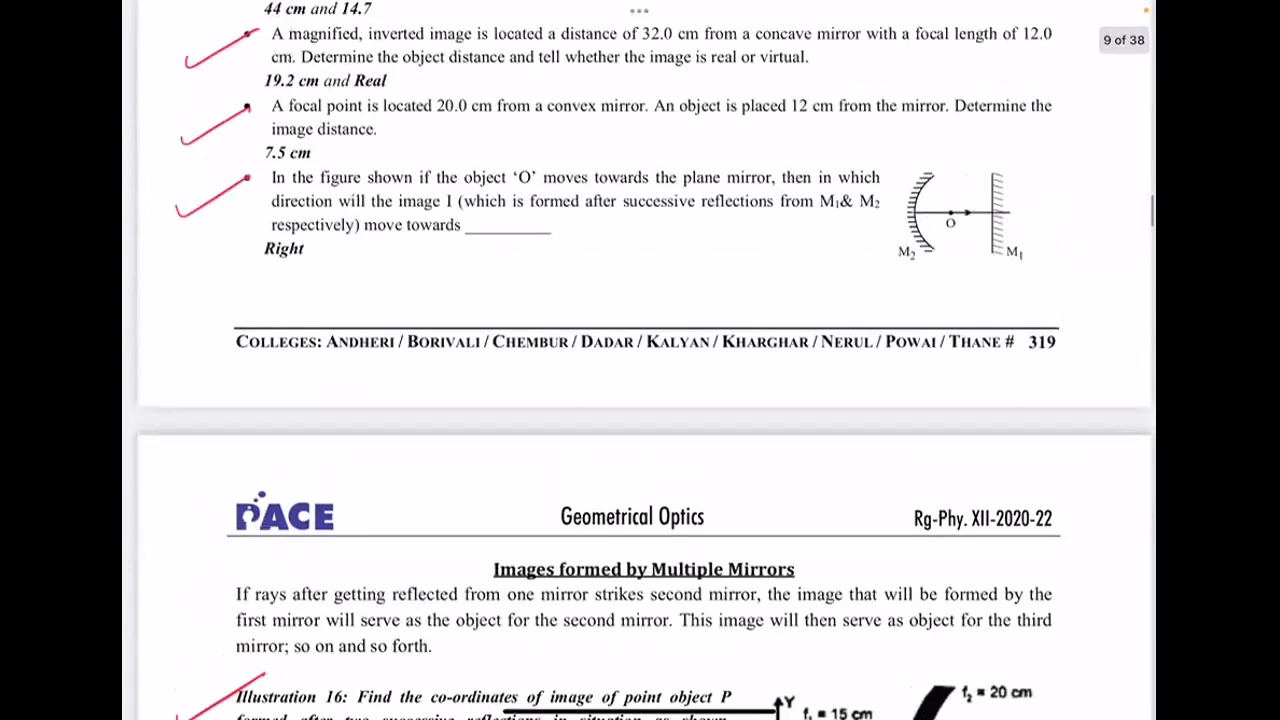 44 cm and 14.7
9 of 38
A magnified, inverted image is located a distance of 32.0 cm from a concave mirror with a focal length of 12.0
cm. Determine the object distance and tell whether the image is real or virtual.
19.2 cm and Real
A focal point is located 20.0 cm from a convex mirror. An object is placed 12 cm from the mirror. Determine the
image distance.
7.5 cm
In the figure shown if the object ‘O’ moves towards the plane mirror, then in which
direction will the image I (which is formed after successive reflections from M₁& M₂
respectively) move towards __________
Right
O
M₂
M₁
COLLEGES: ANDHERI / BORIVALI / CHEMBUR / DADAR / KALYAN / KHARGHAR / NERUL / POWAI / THANE # 319
PACE
Geometrical Optics
Rg-Phy. XII-2020-22
Images formed by Multiple Mirrors
If rays after getting reflected from one mirror strikes second mirror, the image that will be formed by the
first mirror will serve as the object for the second mirror. This image will then serve as object for the third
mirror; so on and so forth.
Illustration 16: Find the co-ordinates of image of point object P
formed after two successive reflections in situation as shown
Y
f₁ = 15 cm
f₂ = 20 cm